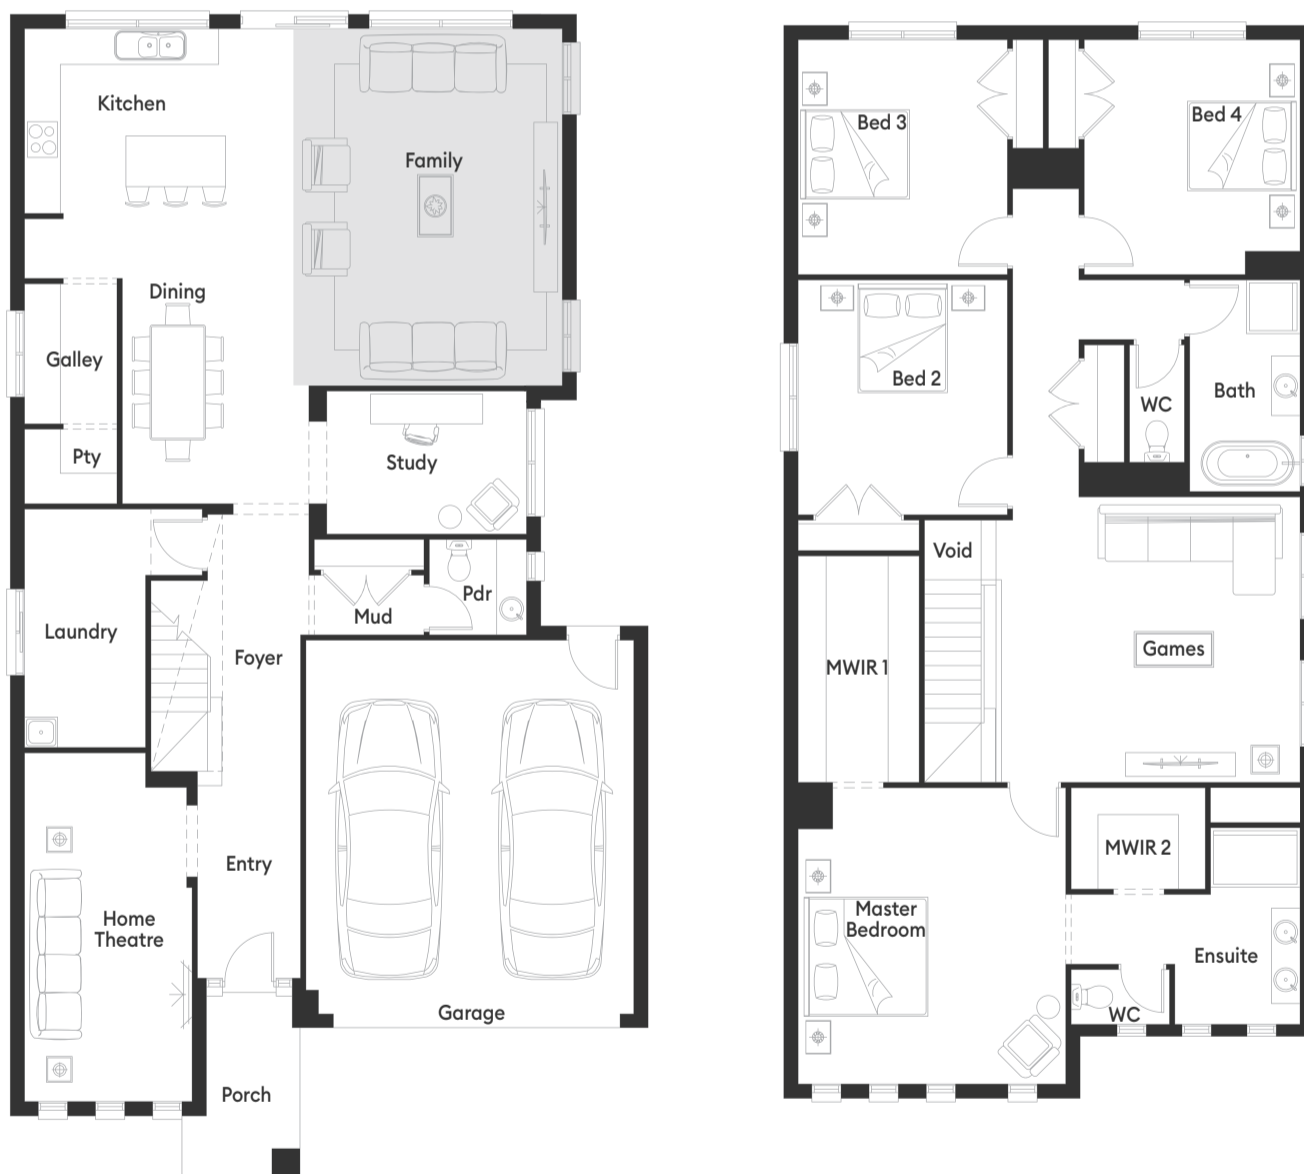 Kitchen
Family
Dining
Galley
Pty
Study
Laundry
Mud
Pdr
Foyer
Entry
Home
Theatre
Garage
Porch
Bed 3
Bed 4
Bed 2
WC
Bath
Void
Games
MWIR 1
MWIR 2
Master
Bedroom
Ensuite
WC